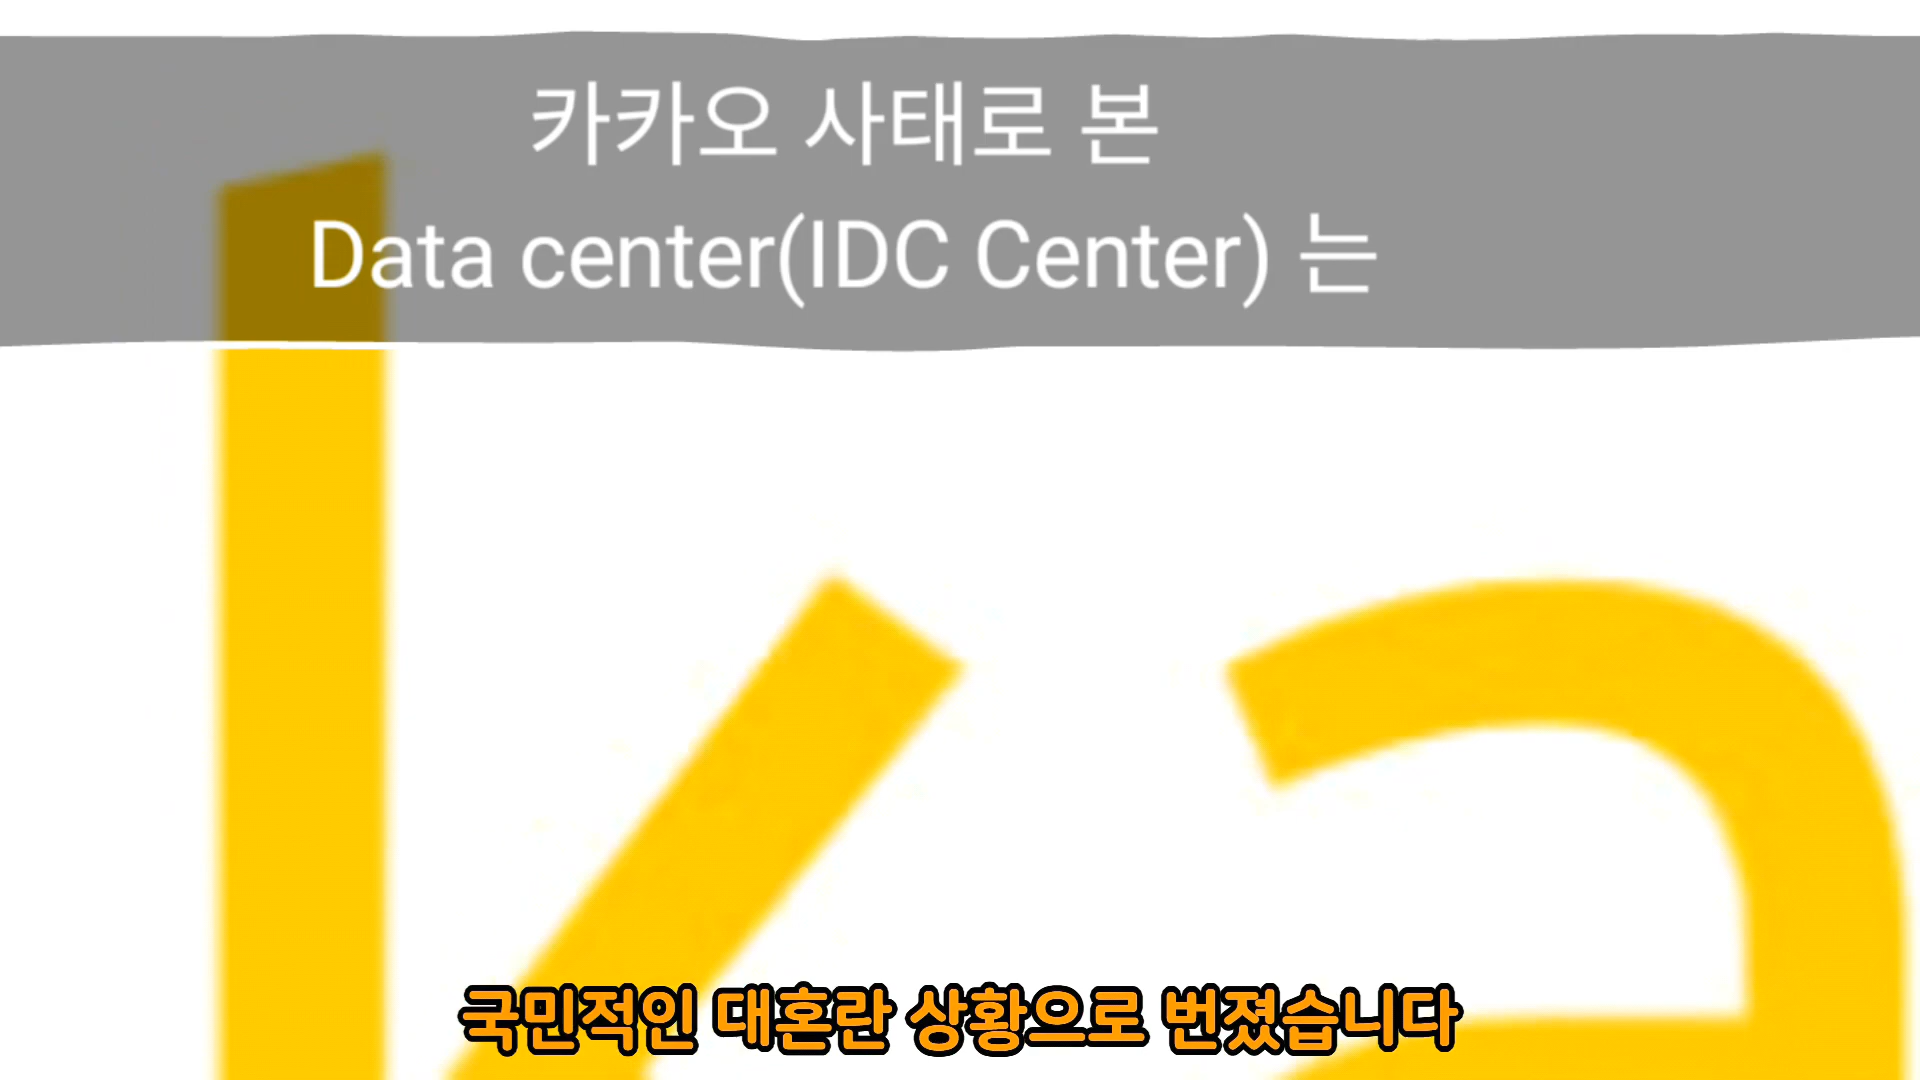 카카오 사태로 본
Data center(IDC Center) 는
ka
국민적인 대혼란 상황으로 번졌습니다